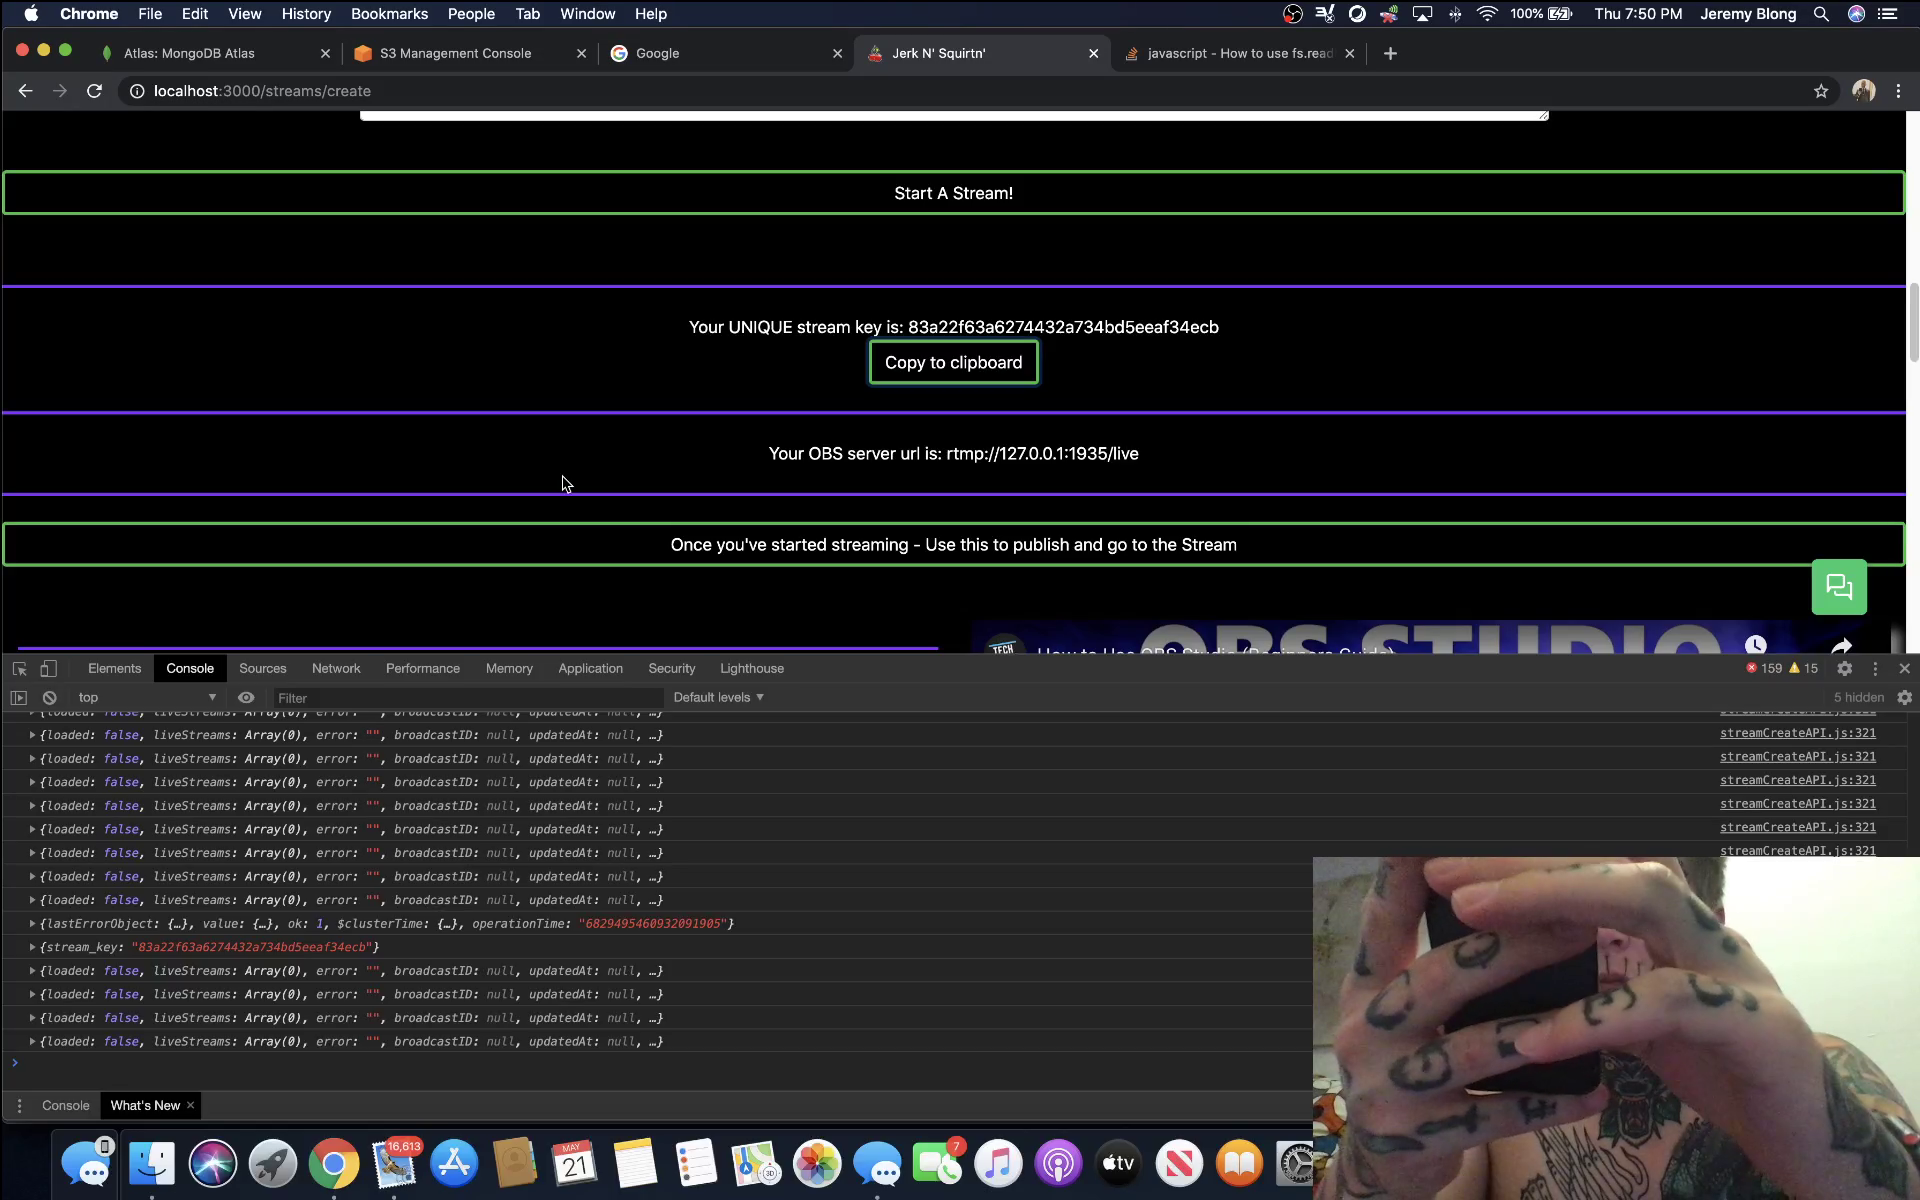 Chrome File Edit View History Bookmarks People Tab Window Help 100% Thu 7:50 PM Jeremy Blong
Atlas: MongoDB Atlas S3 Management Console Google Jerk N' Squirtn' javascript - How to use fs.read
localhost:3000/streams/create
Start A Stream!
Your UNIQUE stream key is: 83a22f63a6274432a734bd5eeaf34ecb
Copy to clipboard
Your OBS server url is: rtmp://127.0.0.1:1935/live
Once you've started streaming - Use this to publish and go to the Stream
TECH How to Use OBS Studio (Beginners Guide)
OBS STUDIO
Elements Console Sources Network Performance Memory Application Security Lighthouse 159 15
top Filter Default levels 5 hidden
{loaded: false, liveStreams: Array(0), error: "", broadcastID: null, updatedAt: null, …} streamCreateAPI.js:321
{loaded: false, liveStreams: Array(0), error: "", broadcastID: null, updatedAt: null, …} streamCreateAPI.js:321
{loaded: false, liveStreams: Array(0), error: "", broadcastID: null, updatedAt: null, …} streamCreateAPI.js:321
{loaded: false, liveStreams: Array(0), error: "", broadcastID: null, updatedAt: null, …} streamCreateAPI.js:321
{loaded: false, liveStreams: Array(0), error: "", broadcastID: null, updatedAt: null, …} streamCreateAPI.js:321
{loaded: false, liveStreams: Array(0), error: "", broadcastID: null, updatedAt: null, …} streamCreateAPI.js:321
{loaded: false, liveStreams: Array(0), error: "", broadcastID: null, updatedAt: null, …} streamCreateAPI.js:321
{loaded: false, liveStreams: Array(0), error: "", broadcastID: null, updatedAt: null, …}
{loaded: false, liveStreams: Array(0), error: "", broadcastID: null, updatedAt: null, …}
{lastErrorObject: {…}, value: {…}, ok: 1, $clusterTime: {…}, operationTime: "6829495460932091905"}
{stream_key: "83a22f63a6274432a734bd5eeaf34ecb"}
{loaded: false, liveStreams: Array(0), error: "", broadcastID: null, updatedAt: null, …}
{loaded: false, liveStreams: Array(0), error: "", broadcastID: null, updatedAt: null, …}
{loaded: false, liveStreams: Array(0), error: "", broadcastID: null, updatedAt: null, …}
{loaded: false, liveStreams: Array(0), error: "", broadcastID: null, updatedAt: null, …}
Console What's New
16,613 MAY 21 3D 7 tv